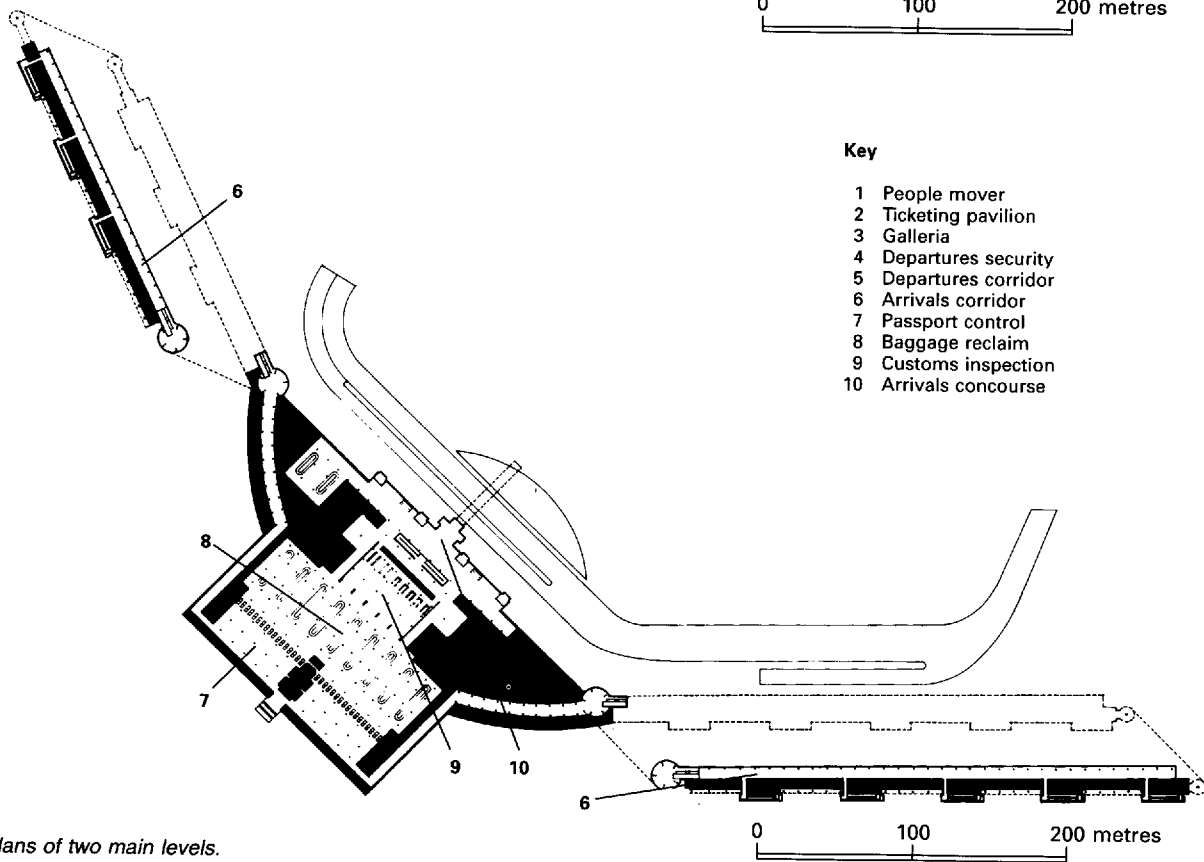 0 100 200 metres
Key
1 People mover
2 Ticketing pavilion
3 Galleria
4 Departures security
5 Departures corridor
6 Arrivals corridor
7 Passport control
8 Baggage reclaim
9 Customs inspection
10 Arrivals concourse
6
8
7
9
10
6
0 100 200 metres
lans of two main levels.